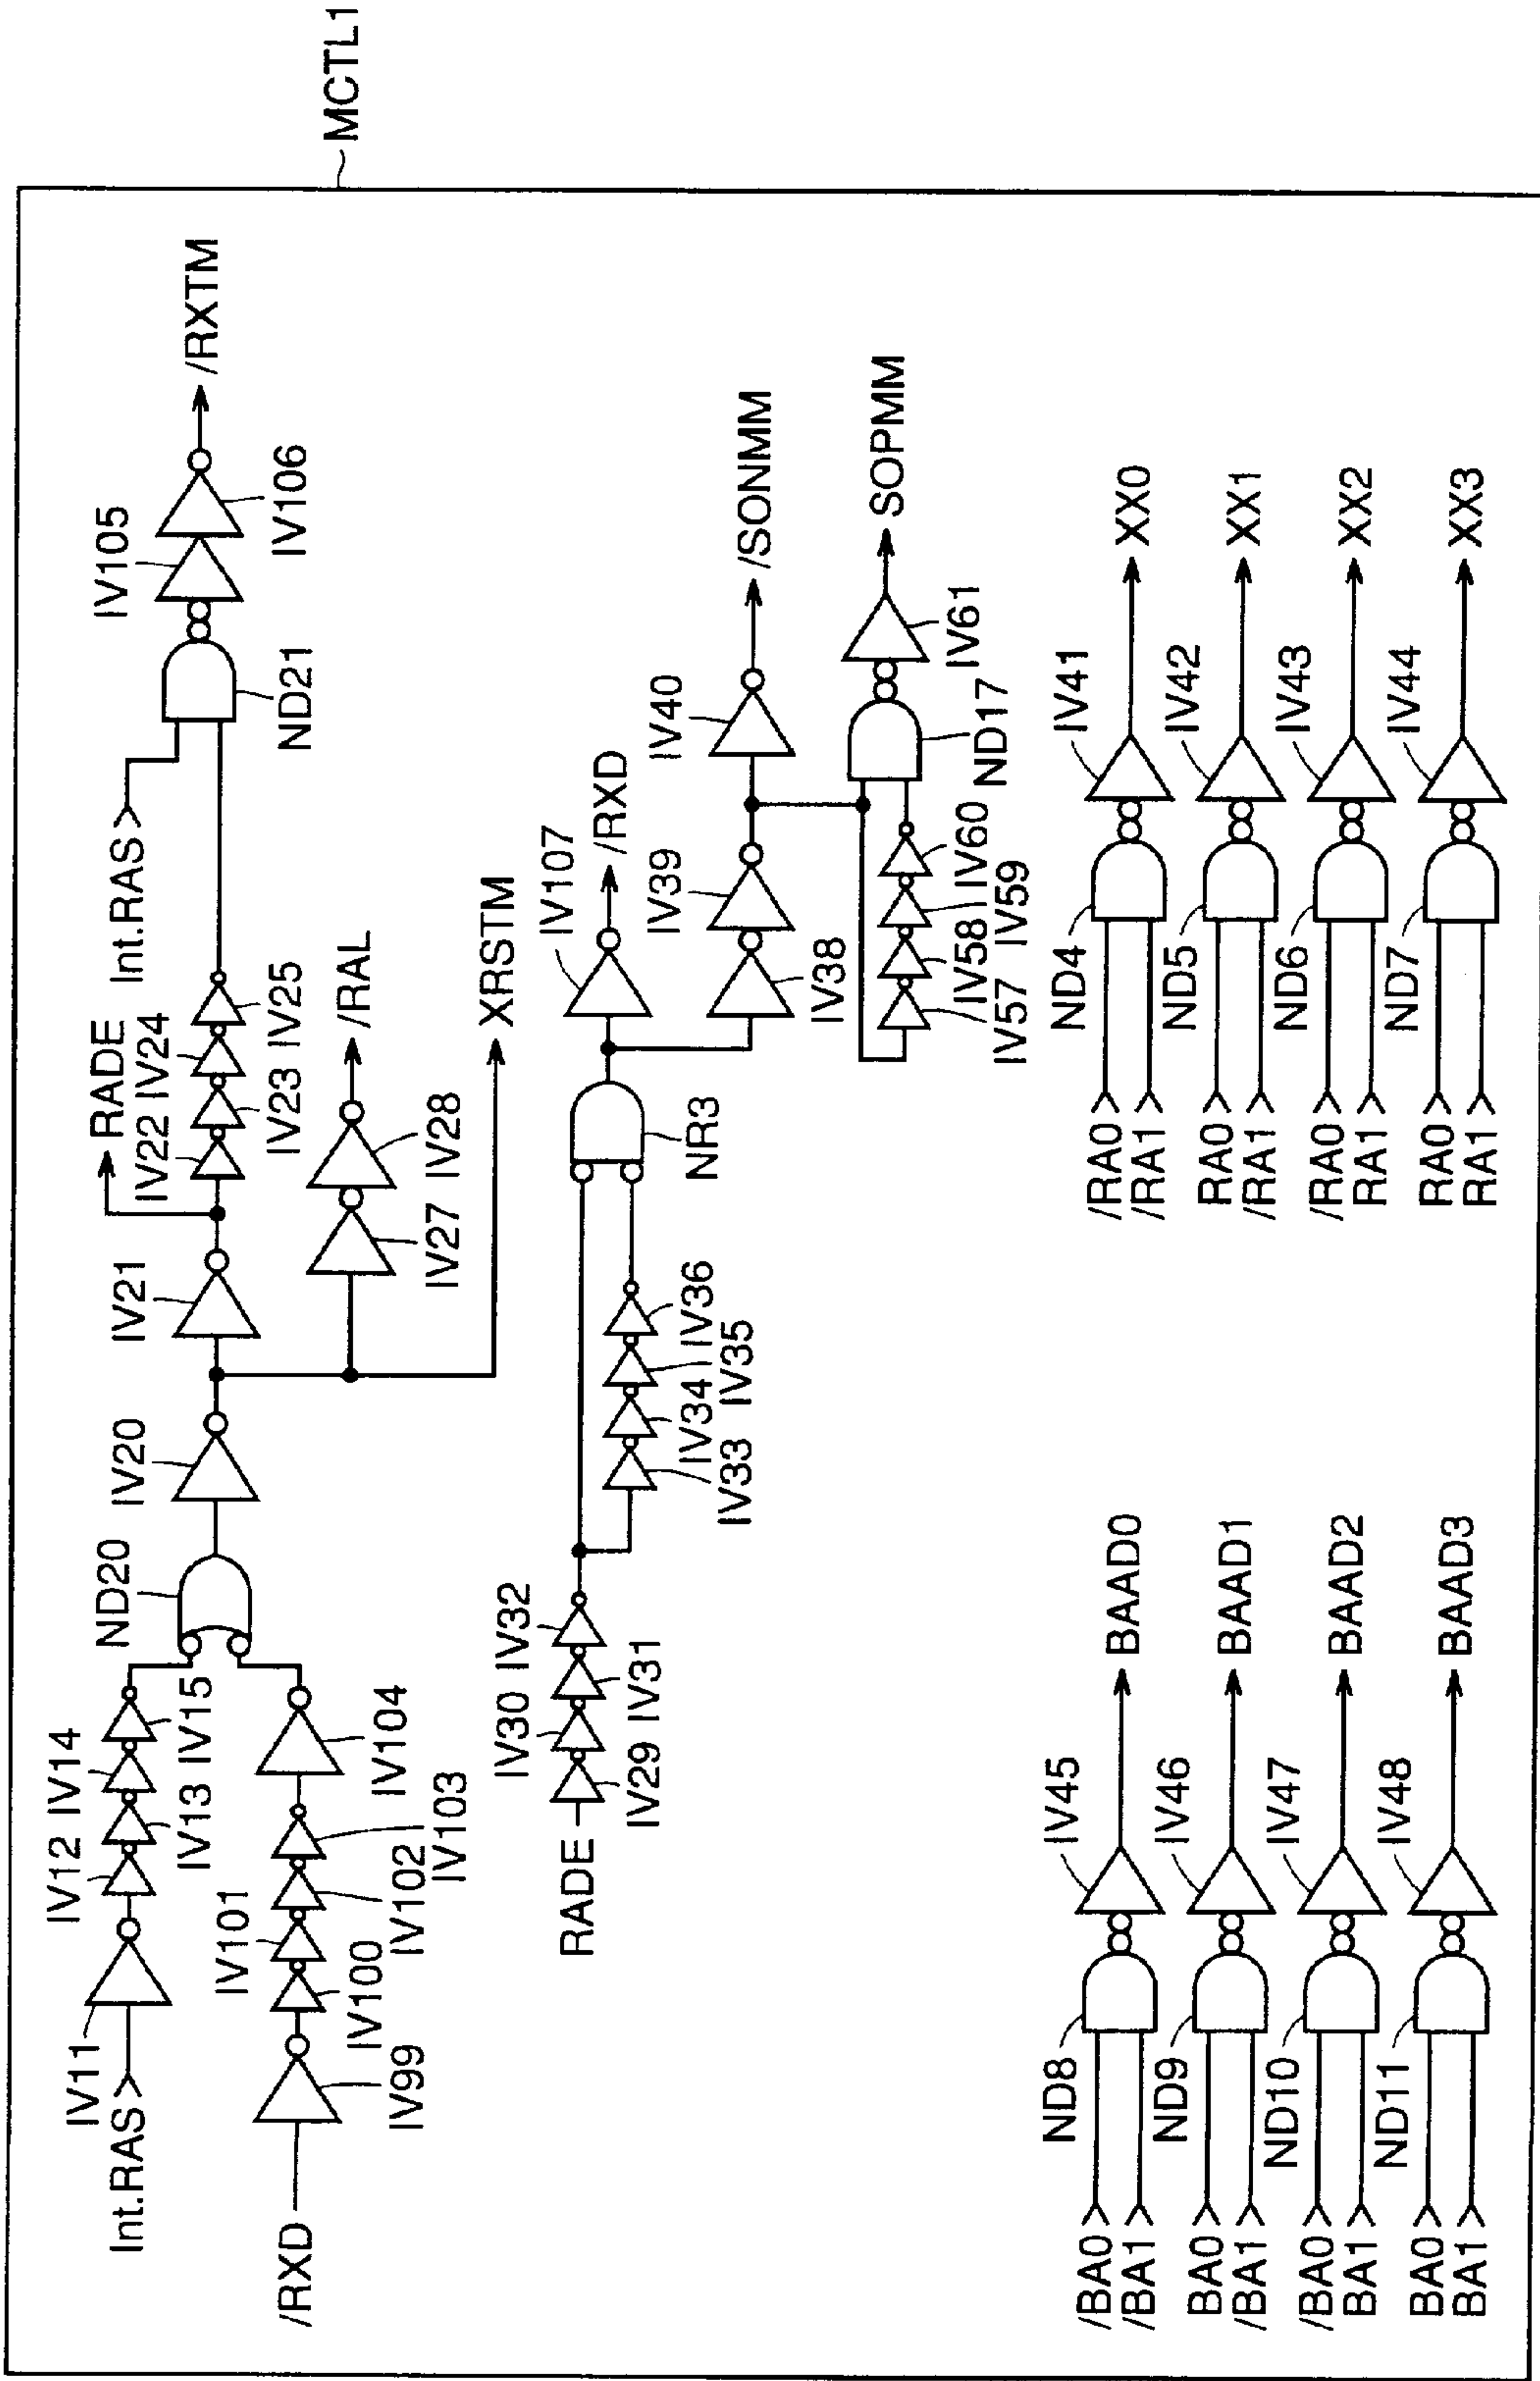 MCTL1
IV11
Int.RAS
IV12
IV14
IV13
IV15
ND20
IV20
IV21
RADE
IV22
IV24
IV23
IV25
Int.RAS
ND21
IV105
IV106
/RXTM
/RXD
IV99
IV101
IV100
IV102
IV103
IV104
IV27
IV28
/RAL
XRSTM
RADE
IV30
IV32
IV29
IV31
IV34
IV36
IV33
IV35
NR3
IV107
/RXD
IV39
IV38
IV40
/SONMM
IV57
IV58
IV59
IV60
ND17
IV61
SOPMM
/BA0
/BA1
ND8
IV45
BAAD0
BA0
/BA1
ND9
IV46
BAAD1
/BA0
BA1
ND10
IV47
BAAD2
BA0
BA1
ND11
IV48
BAAD3
/RA0
/RA1
ND4
IV41
XX0
RA0
/RA1
ND5
IV42
XX1
/RA0
RA1
ND6
IV43
XX2
RA0
RA1
ND7
IV44
XX3